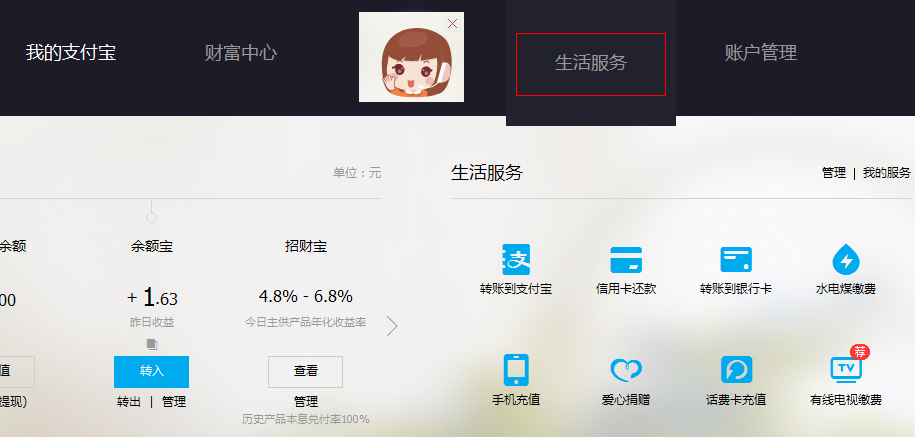 我的支付宝
财富中心
生活服务
账户管理
单位：元
余额
余额宝
招财宝
00
+ 1.63
4.8% - 6.8%
昨日收益
今日主供产品年化收益率
值
转入
查看
提现)
转出 | 管理
管理
历史产品本息兑付率100%
生活服务
管理 | 我的服务
支
转账到支付宝
信用卡还款
转账到银行卡
水电煤缴费
荐
TV
手机充值
爱心捐赠
话费卡充值
有线电视缴费